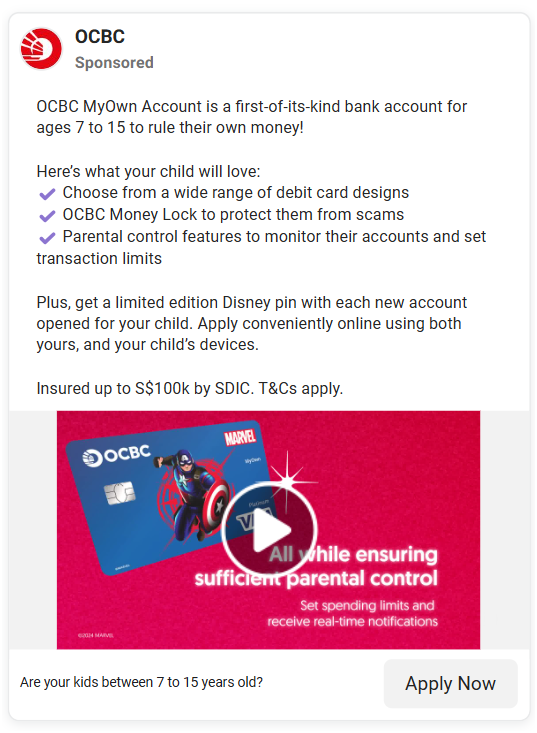 OCBC
Sponsored
OCBC MyOwn Account is a first-of-its-kind bank account for
ages 7 to 15 to rule their own money!
Here’s what your child will love:
✔ Choose from a wide range of debit card designs
✔ OCBC Money Lock to protect them from scams
✔ Parental control features to monitor their accounts and set
transaction limits
Plus, get a limited edition Disney pin with each new account
opened for your child. Apply conveniently online using both
yours, and your child’s devices.
Insured up to S$100k by SDIC. T&Cs apply.
OCBC
MARVEL
MyOwn
Platinum
VISA
All while ensuring
sufficient parental control
Set spending limits and
receive real-time notifications
©2024 MARVEL
Are your kids between 7 to 15 years old?
Apply Now